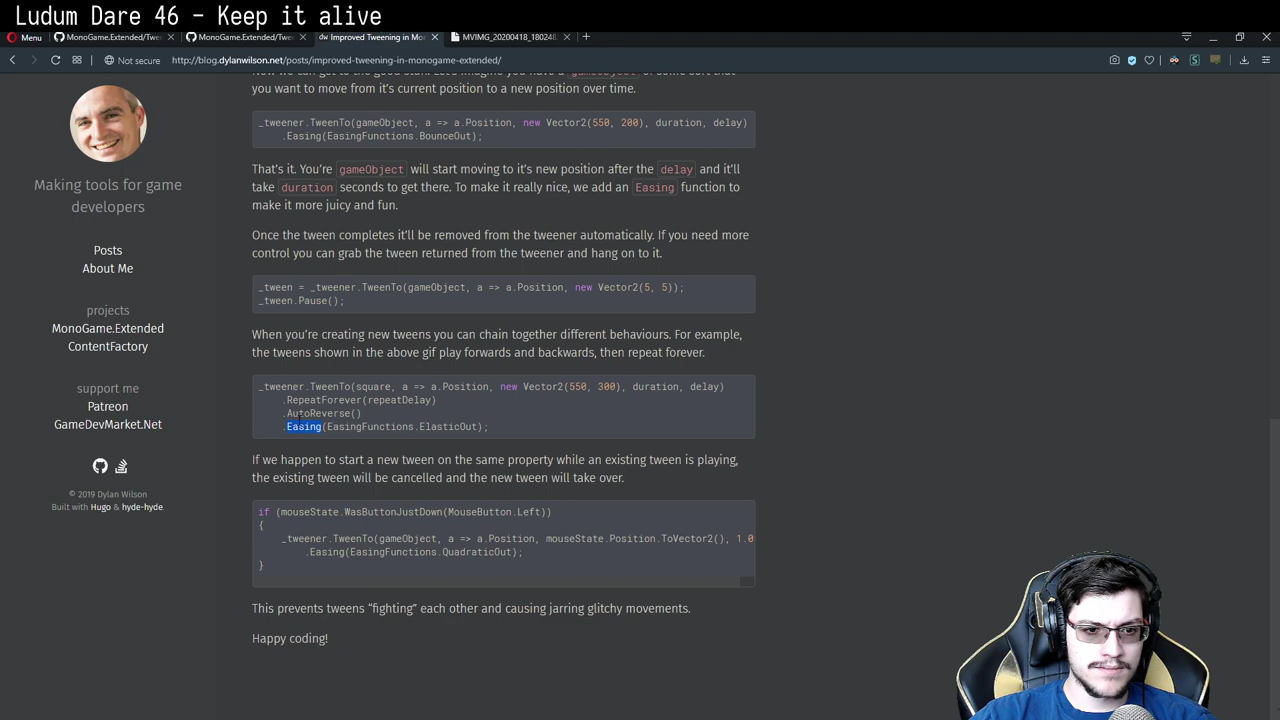 Ludum Dare 46 - Keep it alive
Menu
MonoGame.Extended/Twe
MonoGame.Extended/Twe
dw Improved Tweening in Mo
MVIMG_20200418_180248.
Not secure
http://blog.dylanwilson.net/posts/improved-tweening-in-monogame-extended/
you want to move from it's current position to a new position over time.
_tweener.TweenTo(gameObject, a => a.Position, new Vector2(550, 200), duration, delay)
.Easing(EasingFunctions.BounceOut);
That's it. You're gameObject will start moving to it's new position after the delay and it'll
take duration seconds to get there. To make it really nice, we add an Easing function to
make it more juicy and fun.
Once the tween completes it'll be removed from the tweener automatically. If you need more
control you can grab the tween returned from the tweener and hang on to it.
_tween = _tweener.TweenTo(gameObject, a => a.Position, new Vector2(5, 5));
_tween.Pause();
When you're creating new tweens you can chain together different behaviours. For example,
the tweens shown in the above gif play forwards and backwards, then repeat forever.
_tweener.TweenTo(square, a => a.Position, new Vector2(550, 300), duration, delay)
.RepeatForever(repeatDelay)
.AutoReverse()
.Easing(EasingFunctions.ElasticOut);
If we happen to start a new tween on the same property while an existing tween is playing,
the existing tween will be cancelled and the new tween will take over.
if (mouseState.WasButtonJustDown(MouseButton.Left))
{
_tweener.TweenTo(gameObject, a => a.Position, mouseState.Position.ToVector2(), 1.0
.Easing(EasingFunctions.QuadraticOut);
}
This prevents tweens “fighting” each other and causing jarring glitchy movements.
Happy coding!
Making tools for game
developers
Posts
About Me
projects
MonoGame.Extended
ContentFactory
support me
Patreon
GameDevMarket.Net
© 2019 Dylan Wilson
Built with Hugo & hyde-hyde.